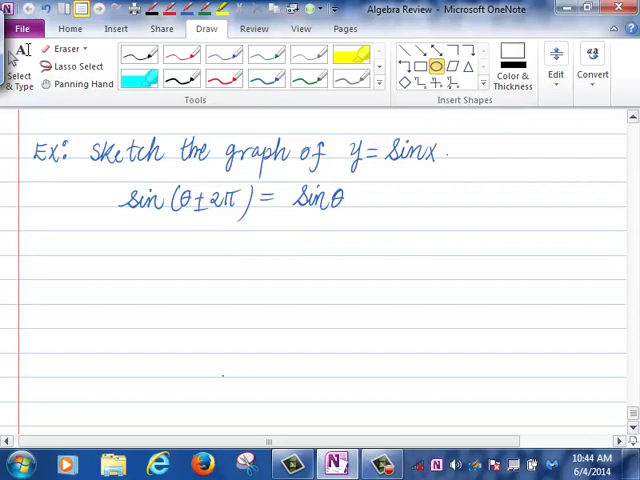 Algebra Review - Microsoft OneNote
File Home Insert Share Draw Review View Pages
Select & Type
Eraser
Lasso Select
Panning Hand
Color & Thickness
Edit
Convert
Tools
Insert Shapes
Ex: Sketch the graph of y = sinx.
sin(θ±2π) = sinθ
10:44 AM
6/4/2014